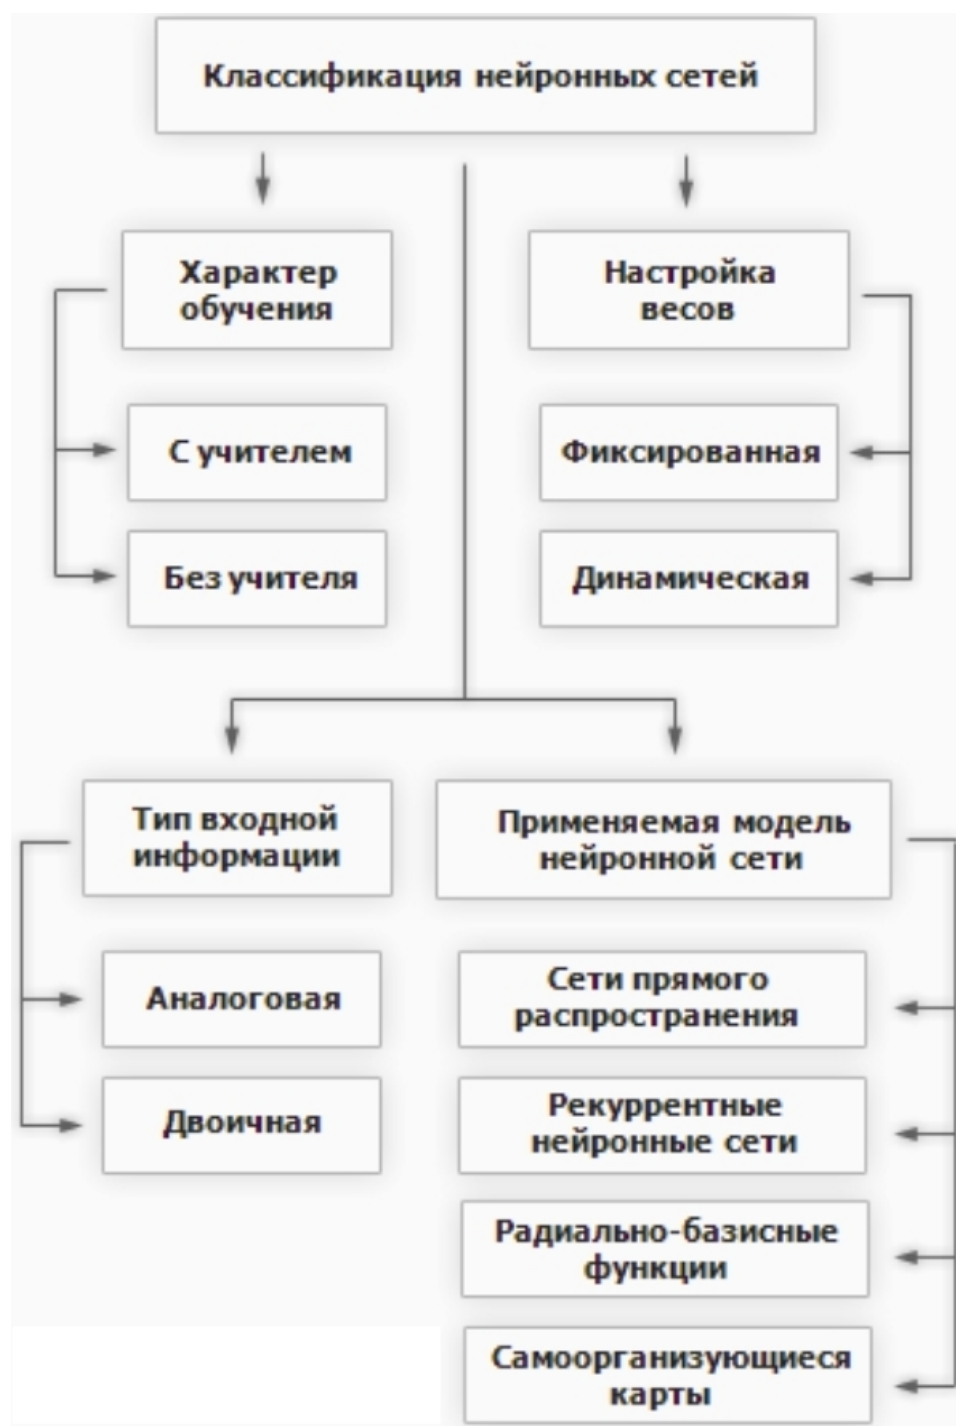 Классификация нейронных сетей
Характер
обучения
С учителем
Без учителя
Настройка
весов
Фиксированная
Динамическая
Тип входной
информации
Аналоговая
Двоичная
Применяемая модель
нейронной сети
Сети прямого
распространения
Рекуррентные
нейронные сети
Радиально-базисные
функции
Самоорганизующиеся
карты